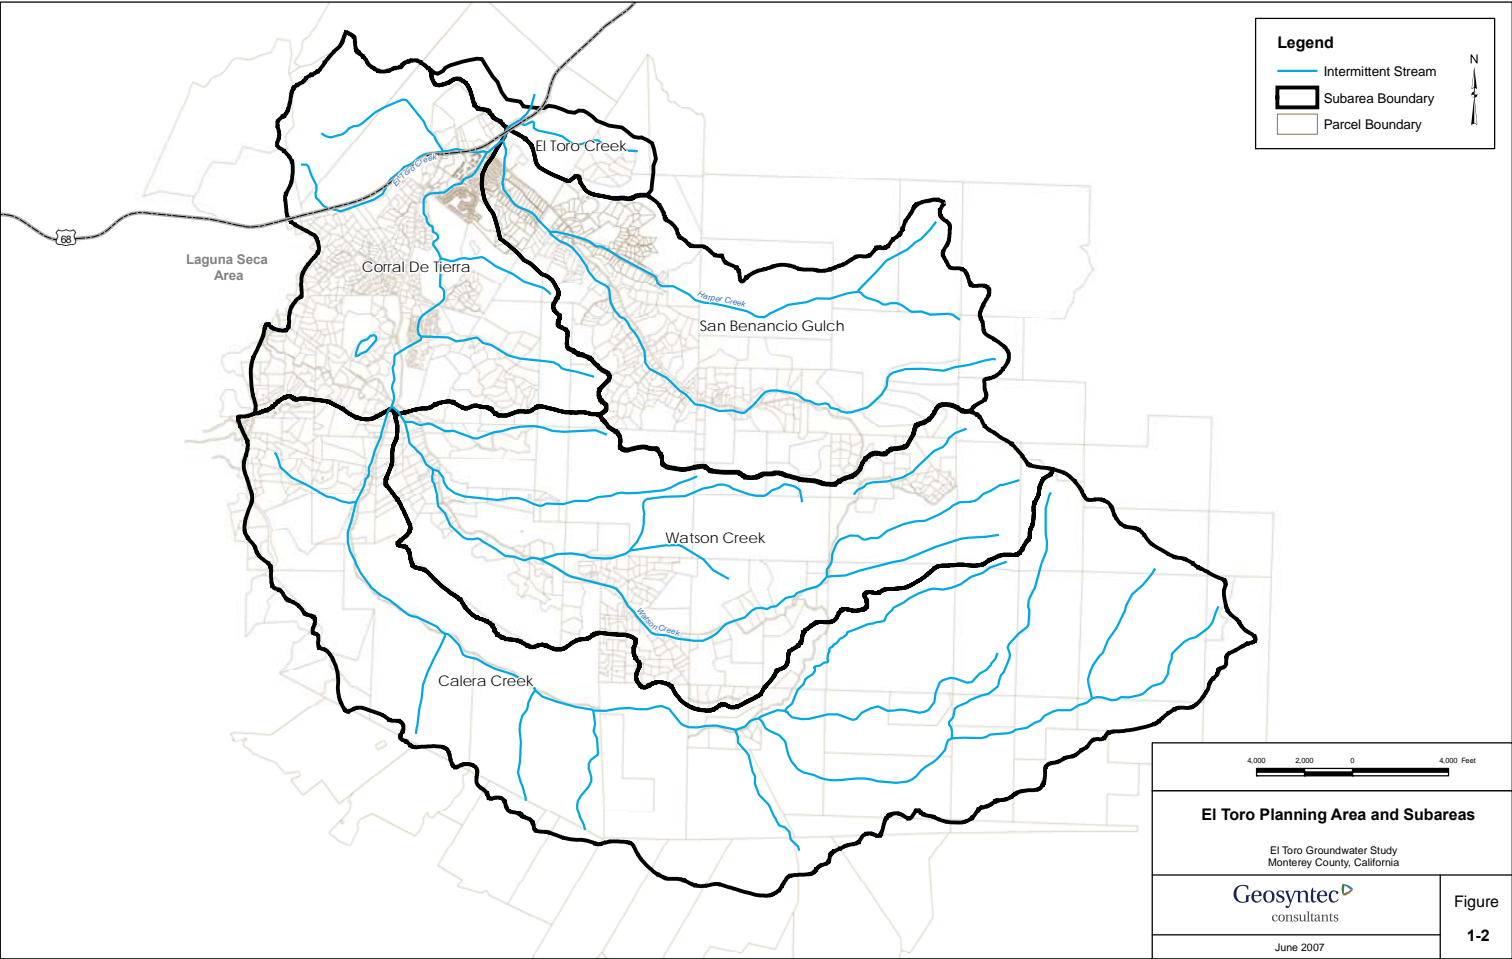 Legend
N
Intermittent Stream
Subarea Boundary
Parcel Boundary
El Toro Creek
El Toro Creek
68
Laguna Seca
Area
Corral De Tierra
Harper Creek
San Benancio Gulch
Watson Creek
Watson Creek
Calera Creek
4,000 2,000 0 4,000 Feet
El Toro Planning Area and Subareas
El Toro Groundwater Study
Monterey County, California
Geosyntec
consultants
Figure
1-2
June 2007